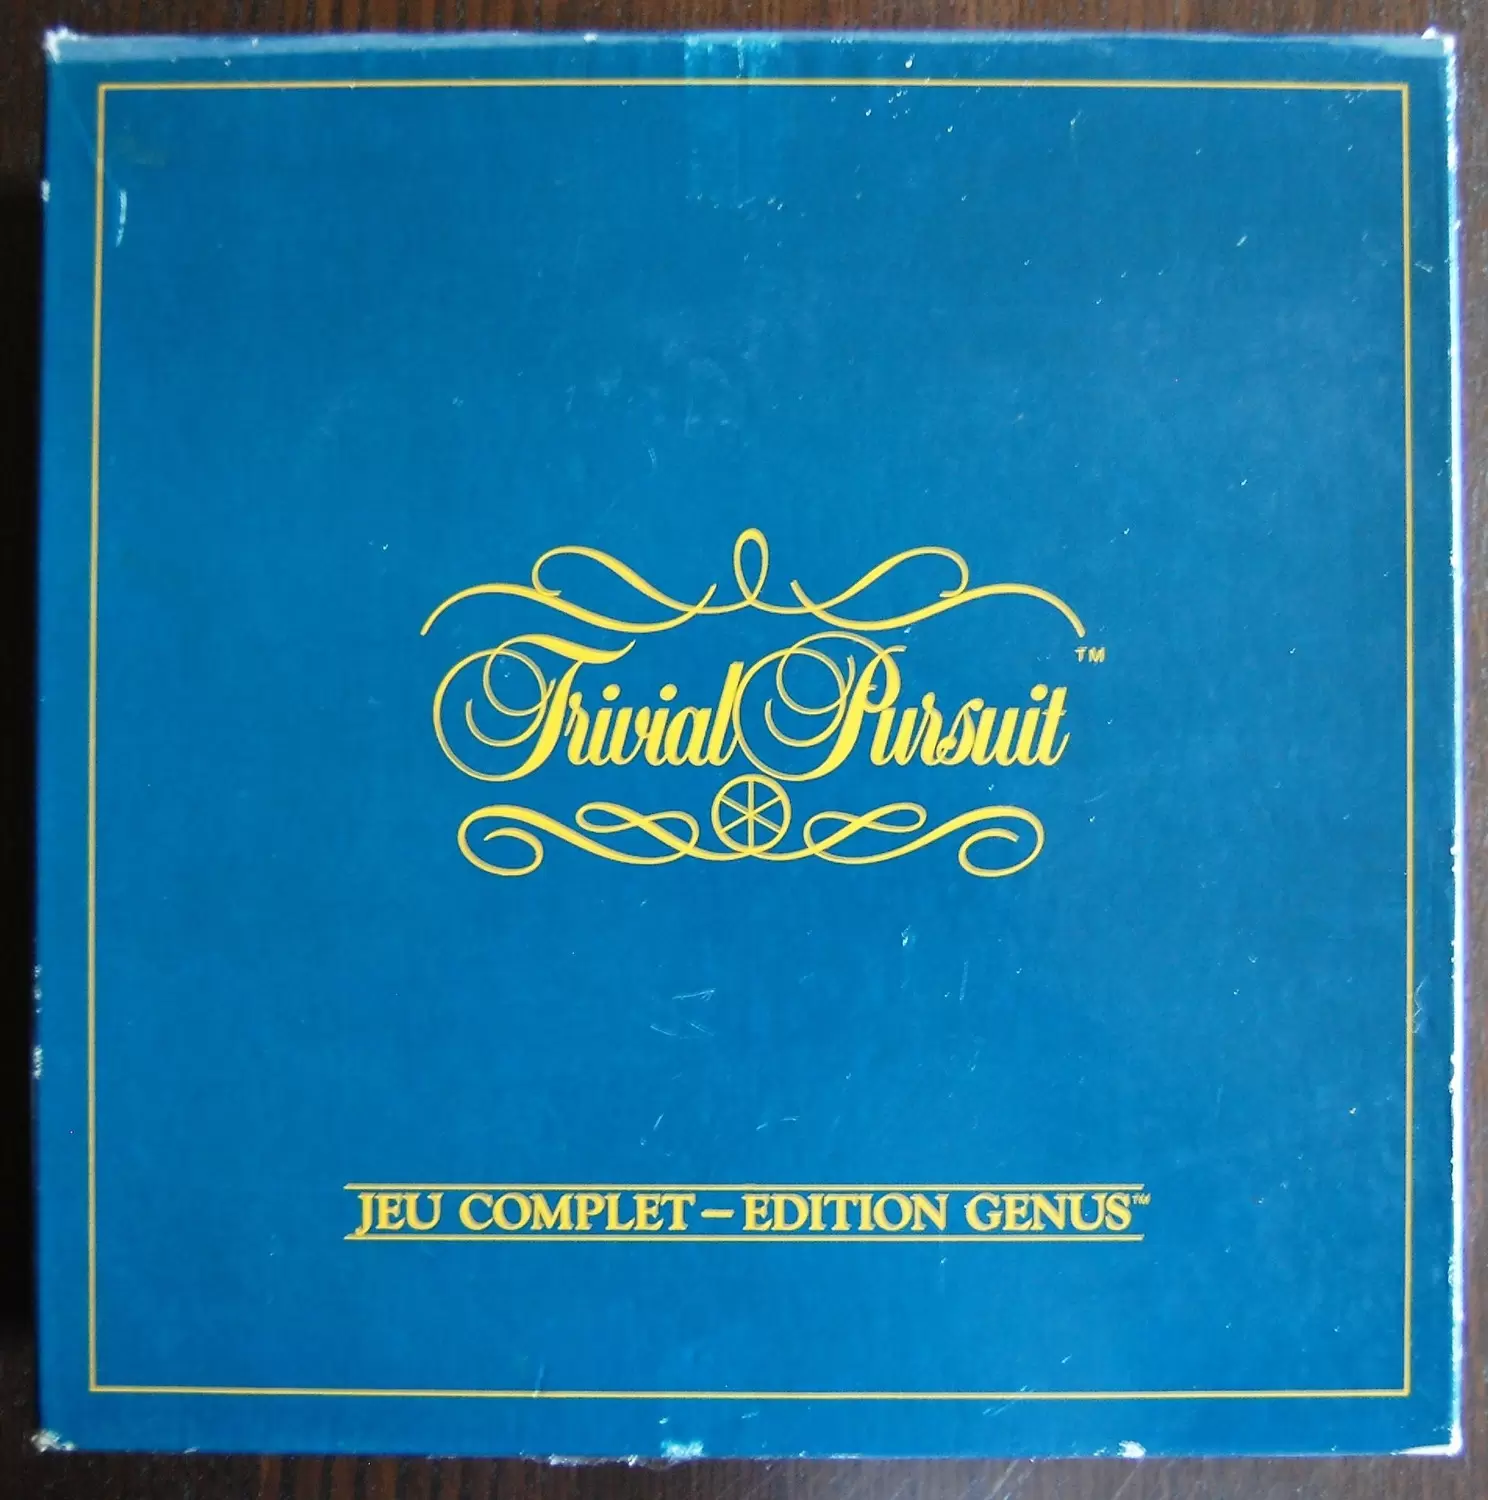 Trivial Pursuit™
JEU COMPLET – EDITION GENUS™